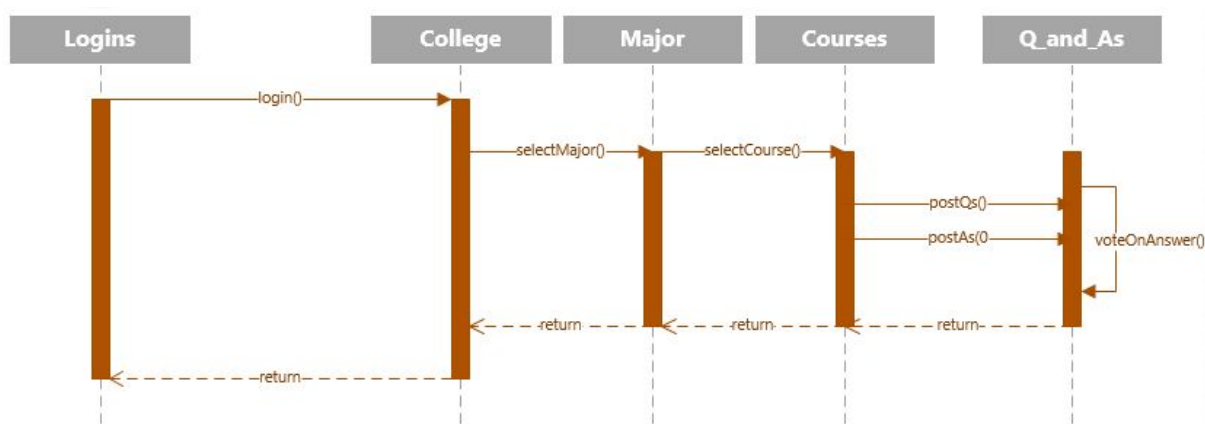 Logins
College
Major
Courses
Q_and_As
login()
selectMajor()
selectCourse()
postQs()
postAs(0
voteOnAnswer()
return
return
return
return